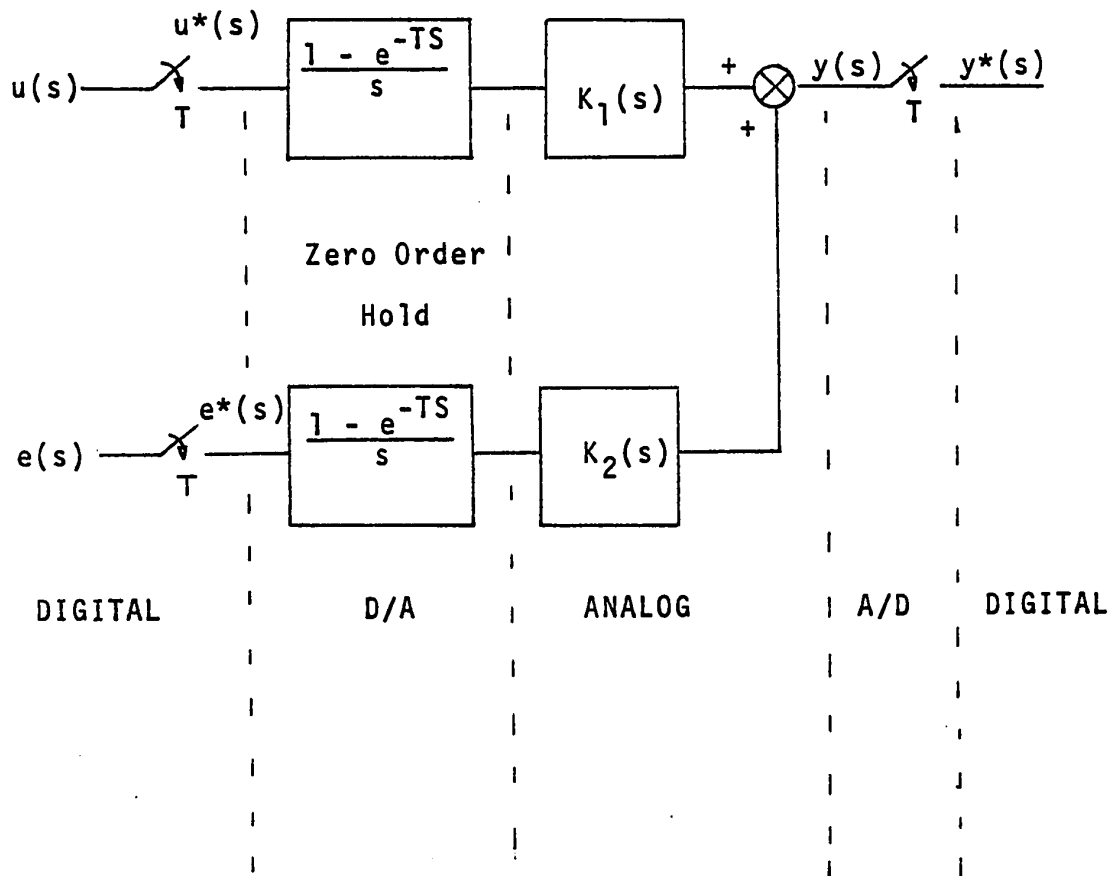 u*(s)
1 - e^-TS
s
u(s)
T
K₁(s)
+
+
y(s)
T
y*(s)
Zero Order
Hold
e*(s)
1 - e^-TS
s
e(s)
T
K₂(s)
DIGITAL
D/A
ANALOG
A/D
DIGITAL